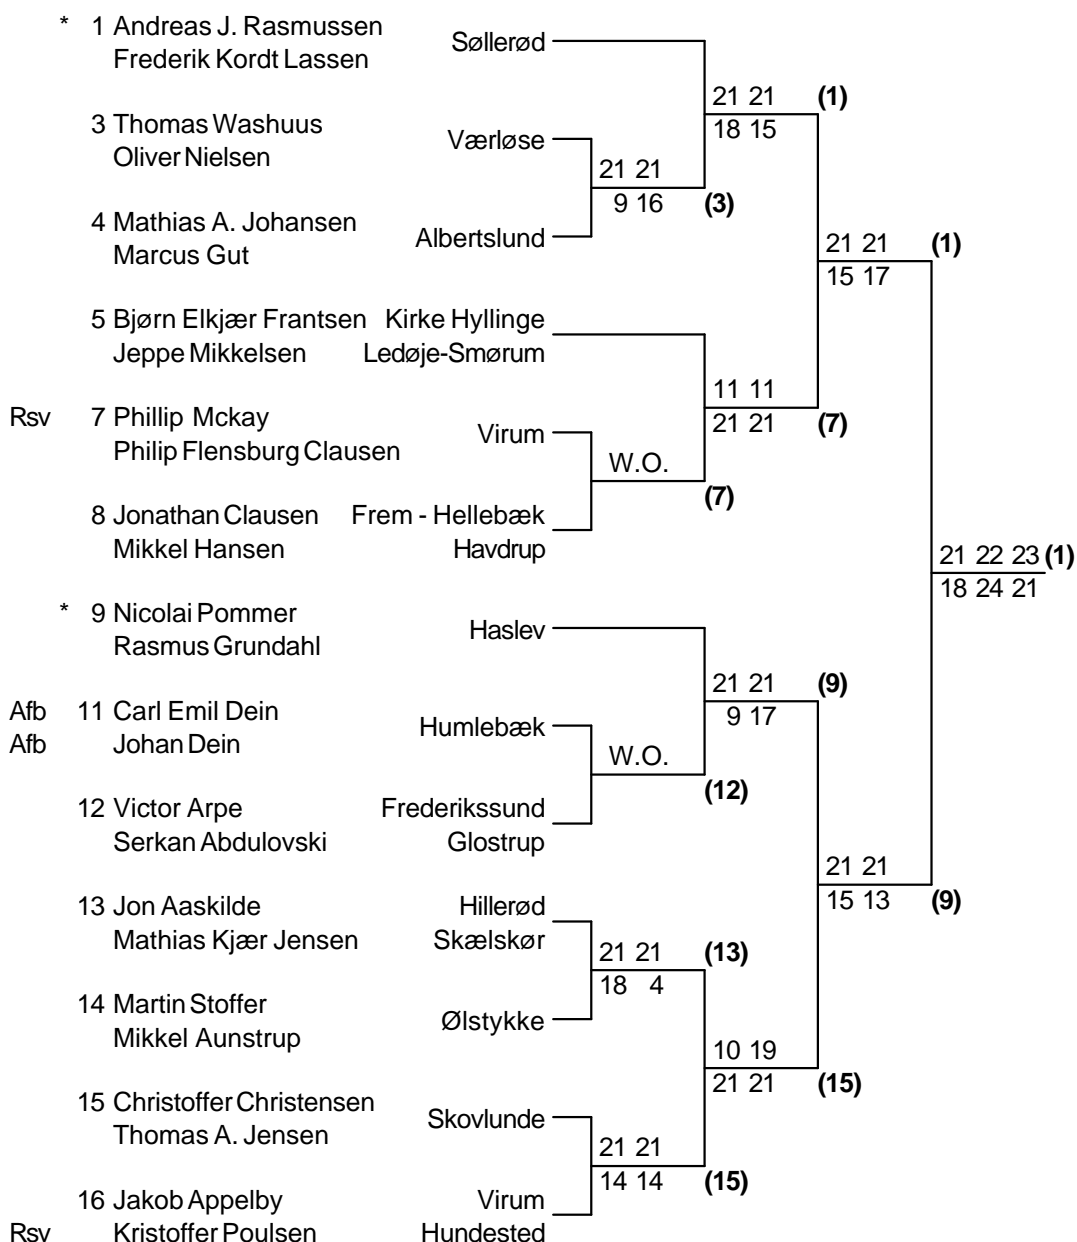 * 1 Andreas J. Rasmussen
Frederik Kordt Lassen
Søllerød
21 21 (1)
18 15
3 Thomas Washuus
Oliver Nielsen
Værløse
21 21
9 16 (3)
4 Mathias A. Johansen
Marcus Gut
Albertslund
21 21 (1)
15 17
5 Bjørn Elkjær Frantsen Kirke Hyllinge
Jeppe Mikkelsen Ledøje-Smørum
11 11
21 21 (7)
Rsv 7 Phillip Mckay
Philip Flensburg Clausen
Virum
W.O.
(7)
8 Jonathan Clausen Frem - Hellebæk
Mikkel Hansen Havdrup
21 22 23 (1)
18 24 21
* 9 Nicolai Pommer
Rasmus Grundahl
Haslev
21 21 (9)
9 17
Afb 11 Carl Emil Dein
Afb Johan Dein
Humlebæk
W.O.
(12)
12 Victor Arpe Frederikssund
Serkan Abdulovski Glostrup
21 21
15 13 (9)
13 Jon Aaskilde Hillerød
Mathias Kjær Jensen Skælskør
21 21 (13)
18 4
14 Martin Stoffer
Mikkel Aunstrup
Ølstykke
10 19
21 21 (15)
15 Christoffer Christensen
Thomas A. Jensen
Skovlunde
21 21
14 14 (15)
16 Jakob Appelby Virum
Rsv Kristoffer Poulsen Hundested